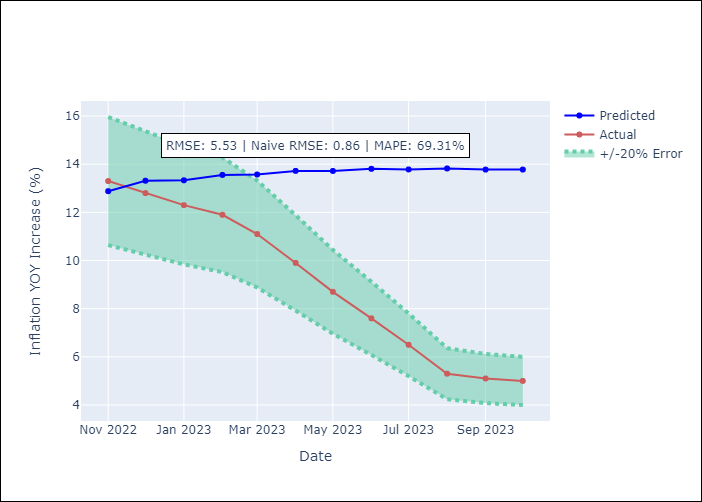 RMSE: 5.53 | Naive RMSE: 0.86 | MAPE: 69.31%
Predicted
Actual
+/-20% Error
Inflation YOY Increase (%)
16
14
12
10
8
6
4
Nov 2022
Jan 2023
Mar 2023
May 2023
Jul 2023
Sep 2023
Date